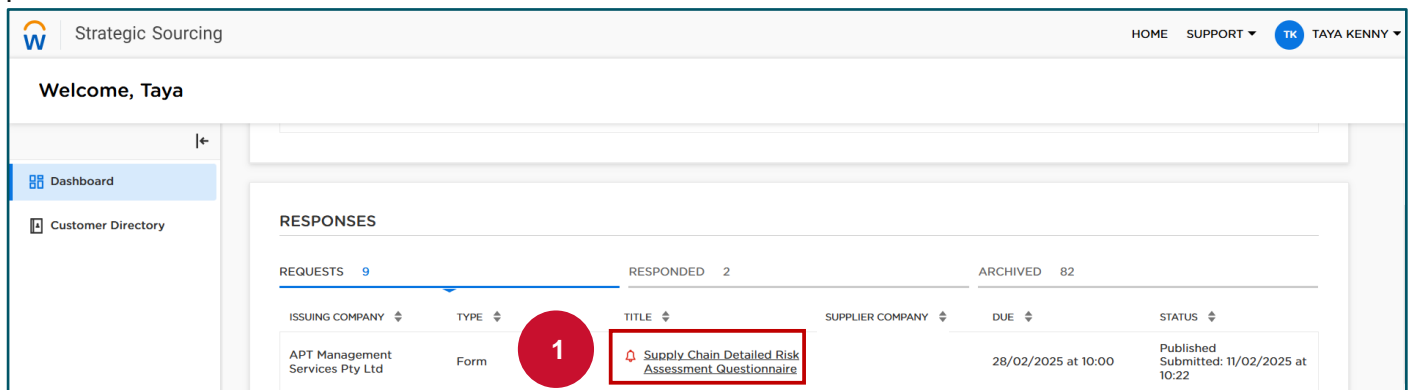 Strategic Sourcing
HOME SUPPORT TK TAYA KENNY
Welcome, Taya
Dashboard
Customer Directory
RESPONSES
REQUESTS 9 RESPONDED 2 ARCHIVED 82
ISSUING COMPANY TYPE TITLE SUPPLIER COMPANY DUE STATUS
APT Management
Services Pty Ltd
Form
1
Supply Chain Detailed Risk
Assessment Questionnaire
28/02/2025 at 10:00
Published
Submitted: 11/02/2025 at
10:22